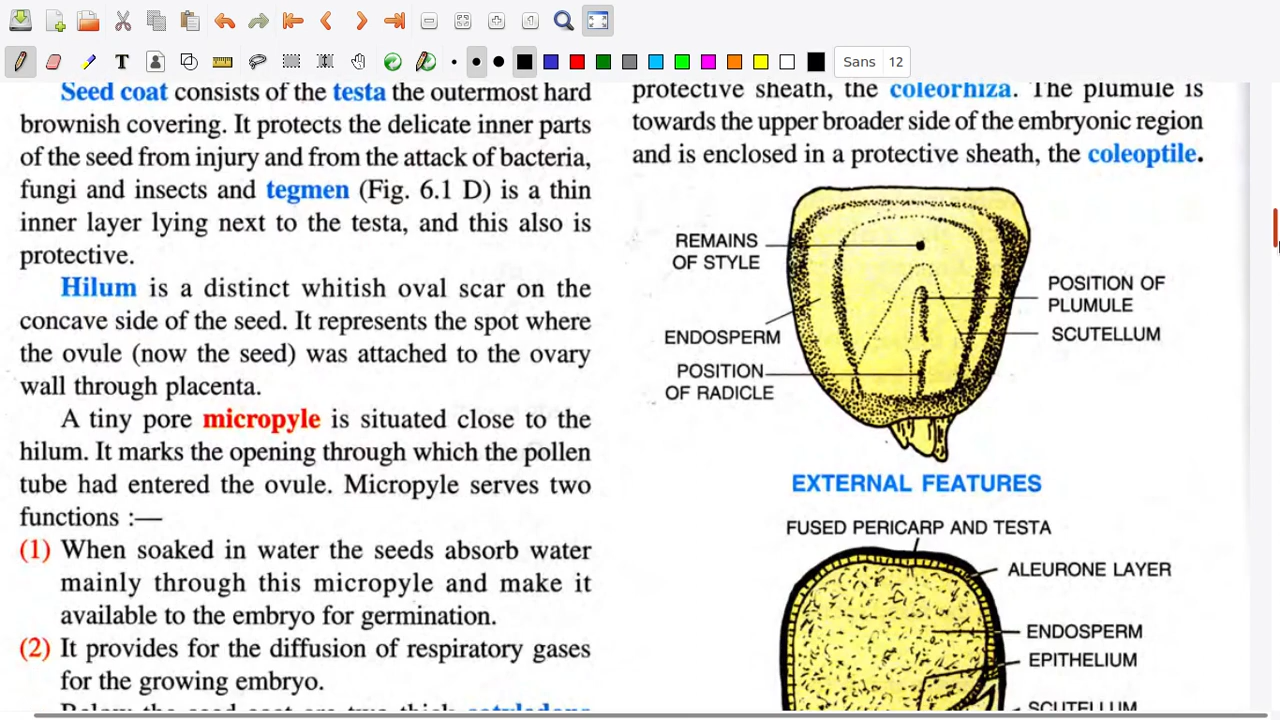 Sans 12
Seed coat consists of the testa the outermost hard
brownish covering. It protects the delicate inner parts
of the seed from injury and from the attack of bacteria,
fungi and insects and tegmen (Fig. 6.1 D) is a thin
inner layer lying next to the testa, and this also is
protective.
Hilum is a distinct whitish oval scar on the
concave side of the seed. It represents the spot where
the ovule (now the seed) was attached to the ovary
wall through placenta.
A tiny pore micropyle is situated close to the
hilum. It marks the opening through which the pollen
tube had entered the ovule. Micropyle serves two
functions :—
(1) When soaked in water the seeds absorb water
mainly through this micropyle and make it
available to the embryo for germination.
(2) It provides for the diffusion of respiratory gases
for the growing embryo.
Below the seed coat are two thick cotyledons
protective sheath, the coleorhiza. The plumule is
towards the upper broader side of the embryonic region
and is enclosed in a protective sheath, the coleoptile.
REMAINS
OF STYLE
ENDOSPERM
POSITION
OF RADICLE
POSITION OF
PLUMULE
SCUTELLUM
EXTERNAL FEATURES
FUSED PERICARP AND TESTA
ALEURONE LAYER
ENDOSPERM
EPITHELIUM
SCUTELLUM